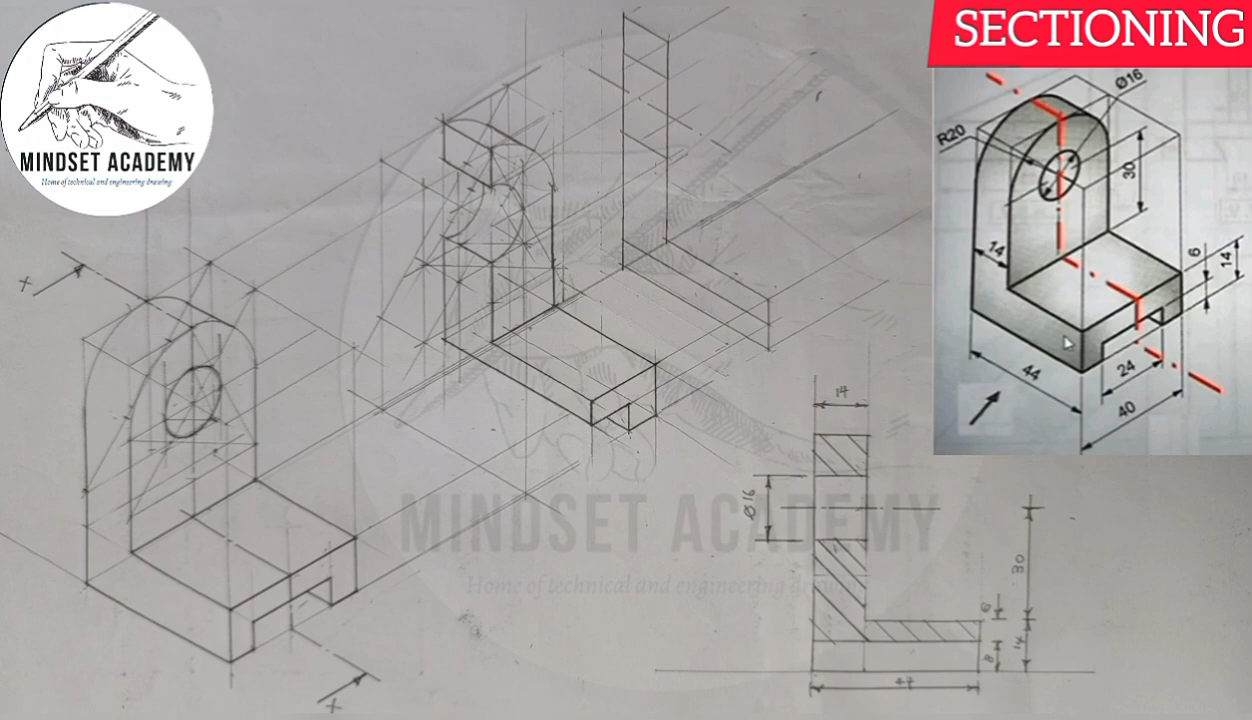 MINDSET ACADEMY
Home of technical and engineering drawing
SECTIONING
Ø16
R20
30
14
6
14
44
24
40
X
X
MINDSET ACADEMY
Home of technical and engineering drawing
14
Ø16
30
6
14
8
44